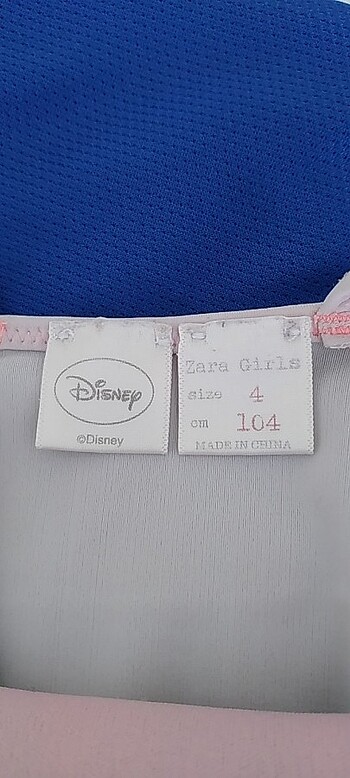 Disney
©Disney
Zara Girls
size 4
cm 104
MADE IN CHINA